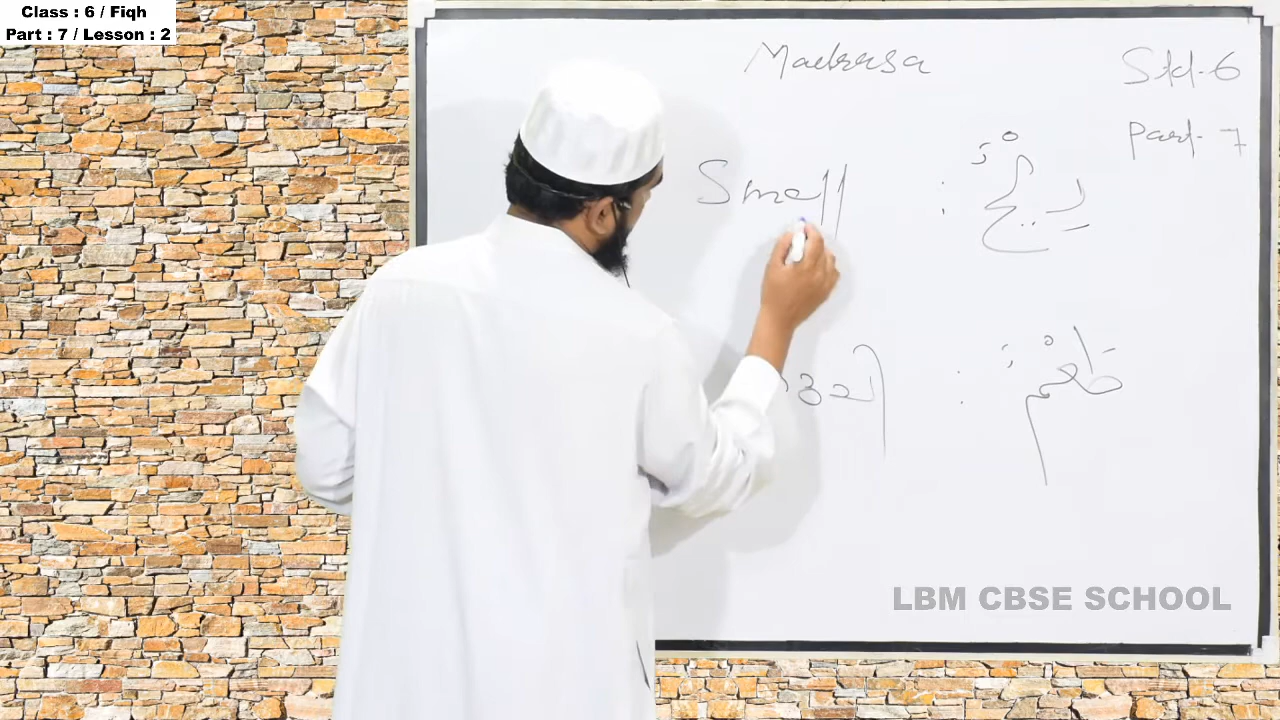 Class : 6 / Fiqh
Part : 7 / Lesson : 2
Madrasa
Std-6
Part-7
رِيْحٌ : Smell
طَعْمٌ :
LBM CBSE SCHOOL